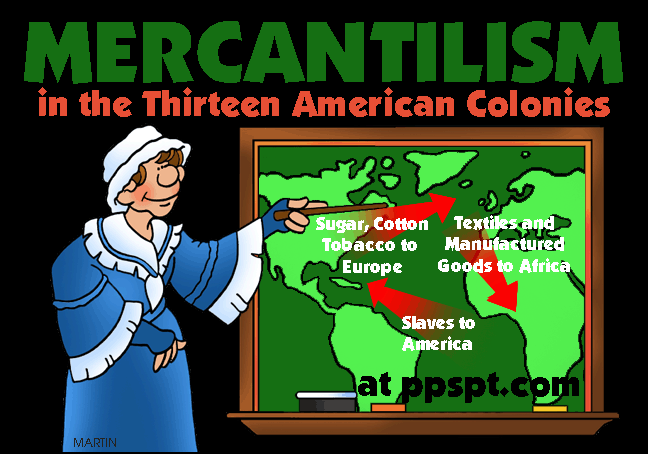 MERCANTILISM
in the Thirteen American Colonies
Sugar, Cotton
Tobacco to
Europe
Textiles and
Manufactured
Goods to Africa
Slaves to
America
at ppspt.com
MARTIN